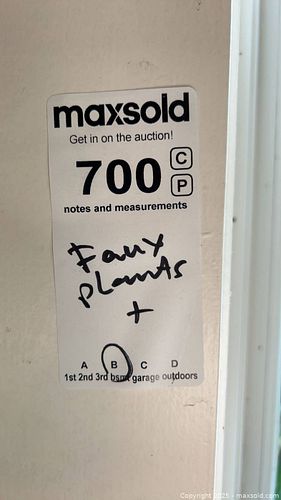 maxsold
Get in on the auction!
700 C
P
notes and measurements
Faux
plants
+
A B C D
1st 2nd 3rd bsmt garage outdoors
Copyright 2025 - maxsold.com